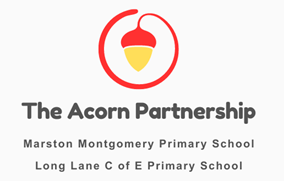 The Acorn Partnership
Marston Montgomery Primary School
Long Lane C of E Primary School